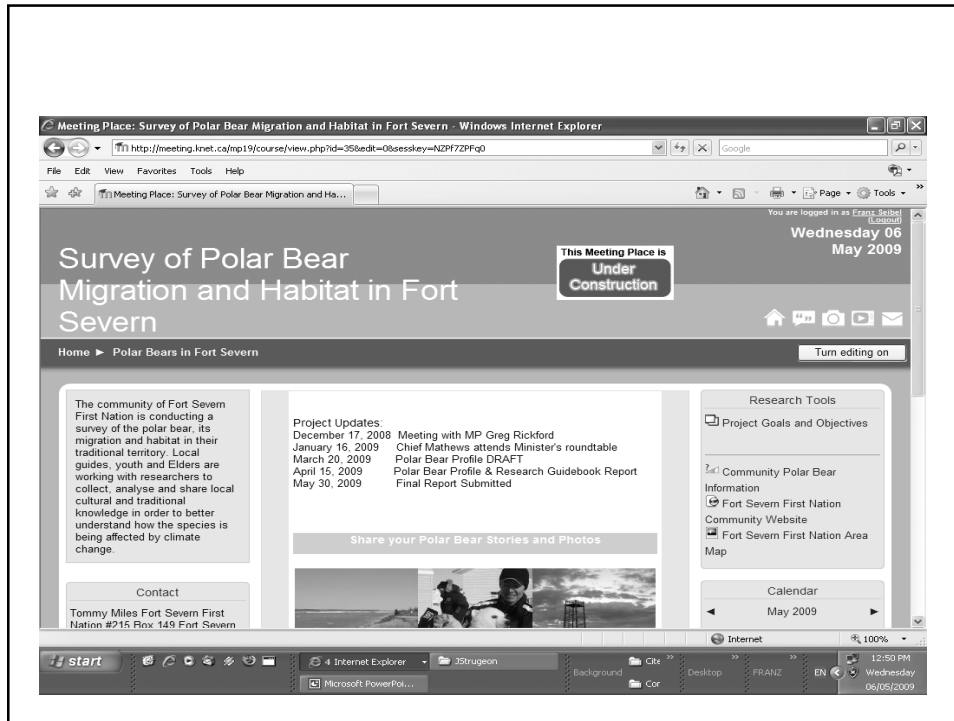 Meeting Place: Survey of Polar Bear Migration and Habitat in Fort Severn - Windows Internet Explorer
http://meeting.knet.ca/mp19/course/view.php?id=35&edit=0&sesskey=NZPf7ZPFq0
Google
File Edit View Favorites Tools Help
Meeting Place: Survey of Polar Bear Migration and Ha...
Page Tools
You are logged in as Franz Seibel
(Logout)
Wednesday 06
May 2009
Survey of Polar Bear
Migration and Habitat in Fort
Severn
This Meeting Place is
Under
Construction
Home ► Polar Bears in Fort Severn
Turn editing on
The community of Fort Severn
First Nation is conducting a
survey of the polar bear, its
migration and habitat in their
traditional territory. Local
guides, youth and Elders are
working with researchers to
collect, analyse and share local
cultural and traditional
knowledge in order to better
understand how the species is
being affected by climate
change.
Contact
Tommy Miles Fort Severn First
Nation #215 Box 149 Fort Severn
Project Updates:
December 17, 2008 Meeting with MP Greg Rickford
January 16, 2009 Chief Mathews attends Minister's roundtable
March 20, 2009 Polar Bear Profile DRAFT
April 15, 2009 Polar Bear Profile & Research Guidebook Report
May 30, 2009 Final Report Submitted
Share your Polar Bear Stories and Photos
Research Tools
Project Goals and Objectives
Community Polar Bear
Information
Fort Severn First Nation
Community Website
Fort Severn First Nation Area
Map
Calendar
◄ May 2009 ►
Internet 100%
start
4 Internet Explorer
JStrugeon
Microsoft PowerPoi...
Background
Cite
Cor
Desktop
FRANZ
EN
12:50 PM
Wednesday
06/05/2009